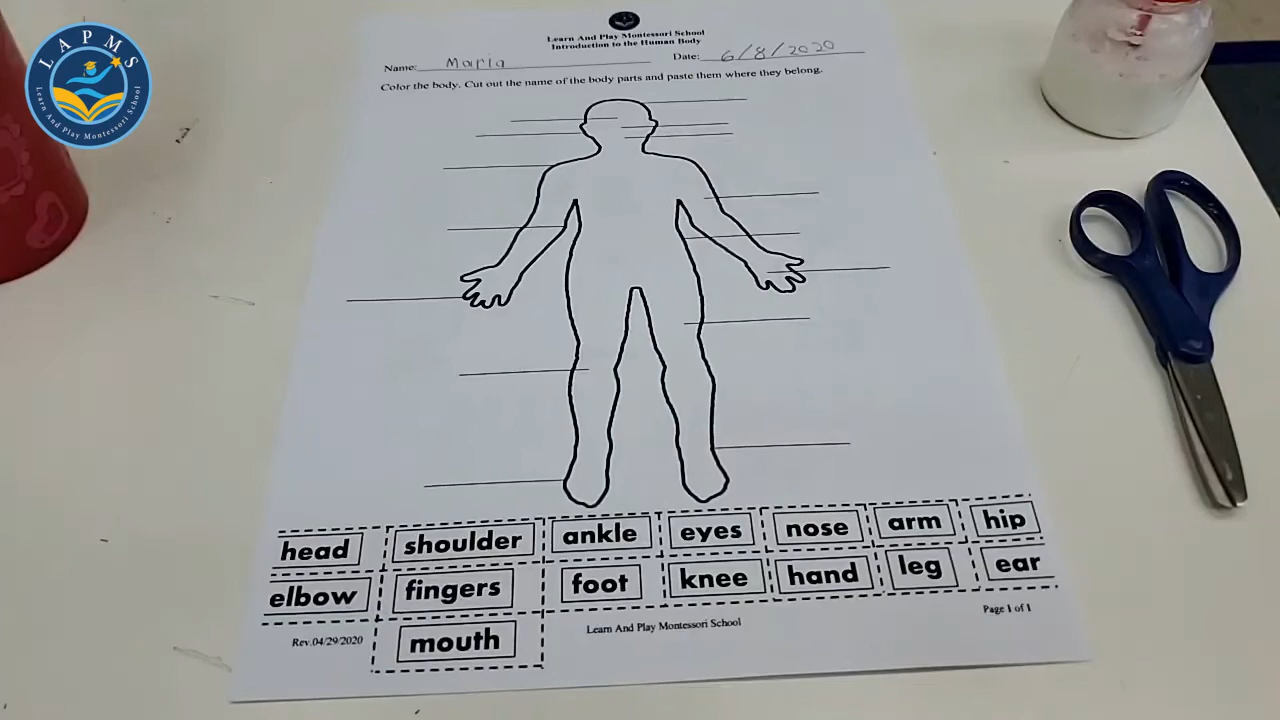 LAPMS
Learn And Play Montessori School
Learn And Play Montessori School
Introduction to the Human Body
Name: Maria Date: 6/8/2020
Color the body. Cut out the name of the body parts and paste them where they belong.
head shoulder ankle eyes nose arm hip
elbow fingers foot knee hand leg ear
mouth
Rev.04/29/2020 Learn And Play Montessori School Page 1 of 1